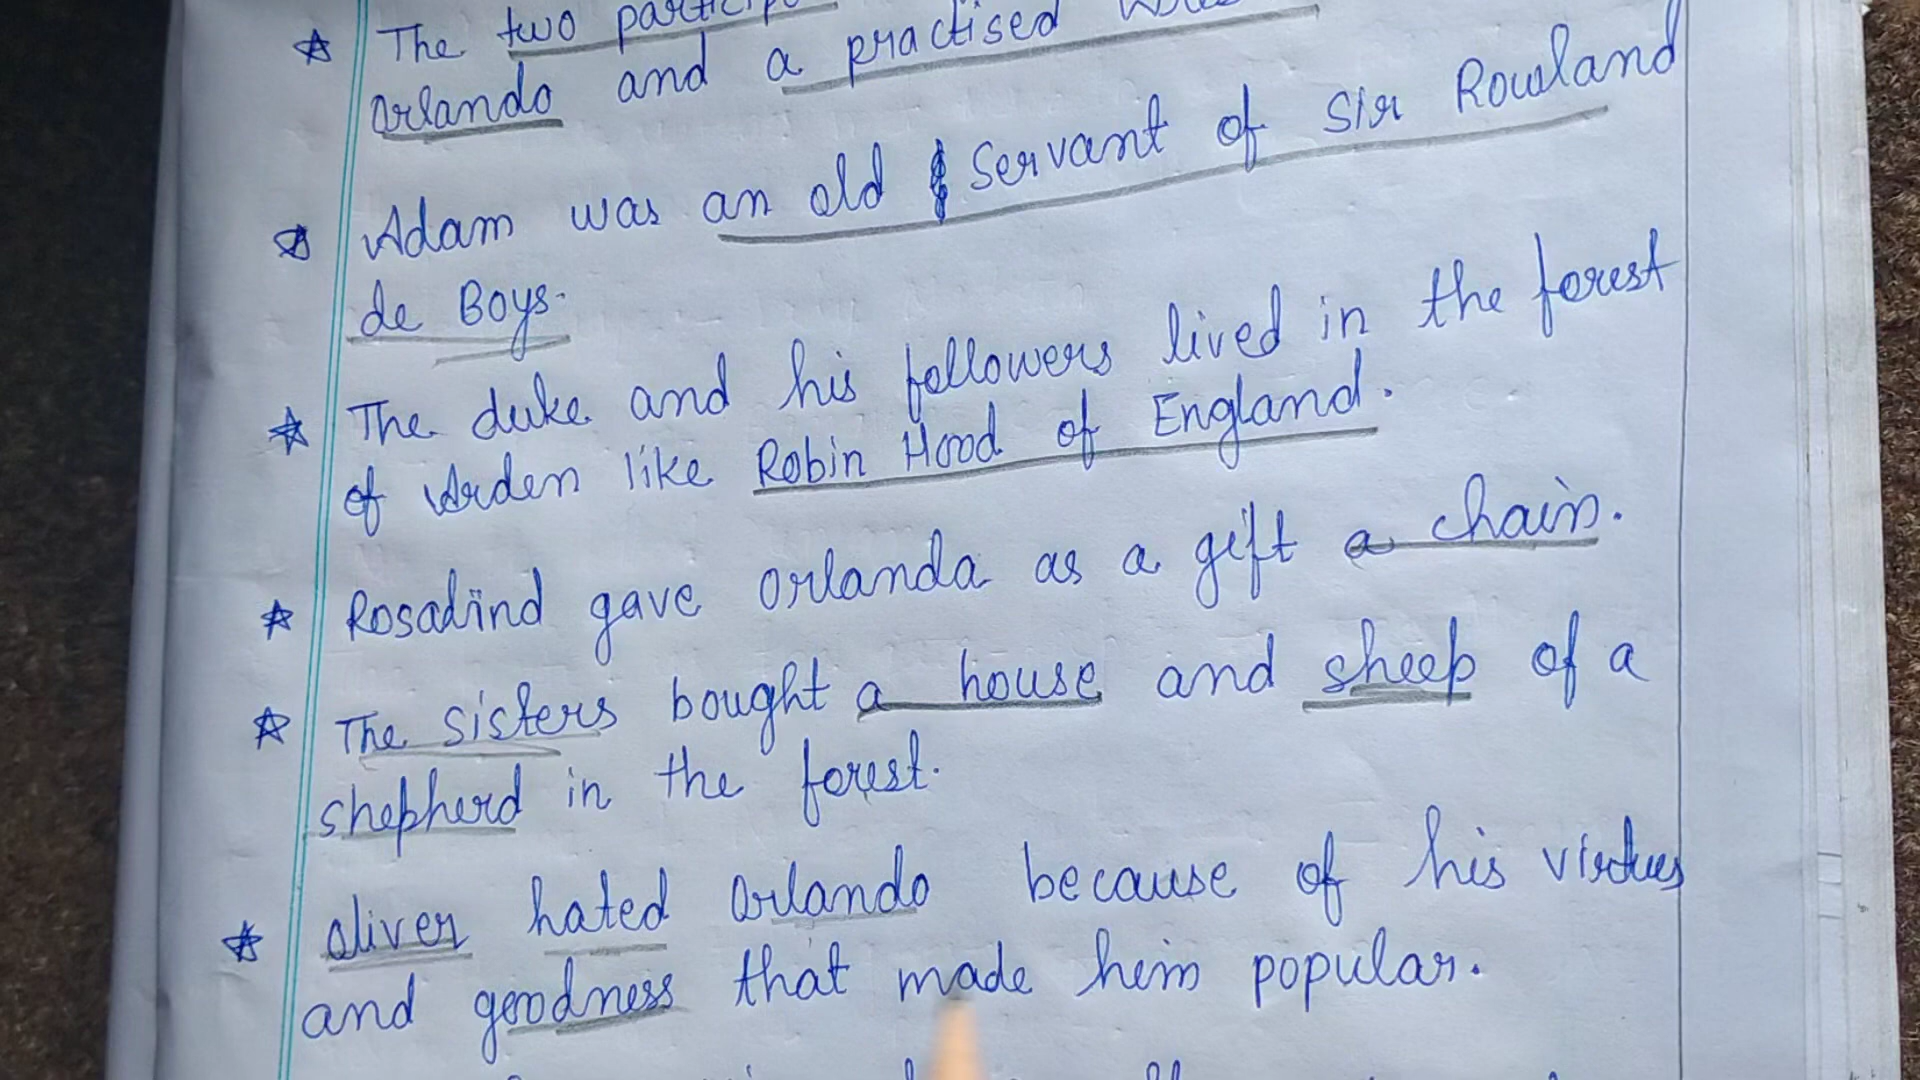 ☆ The two
Orlando and a practised
☆ Adam was an old servant of Sir Rowland
de Boys.
☆ The duke and his followers lived in the forest
of Arden like Robin Hood of England.
☆ Rosalind gave Orlanda as a gift a chain.
☆ The sisters bought a house and sheep of a
shepherd in the forest.
☆ Oliver hated Orlando because of his virtues
and goodness that made him popular.